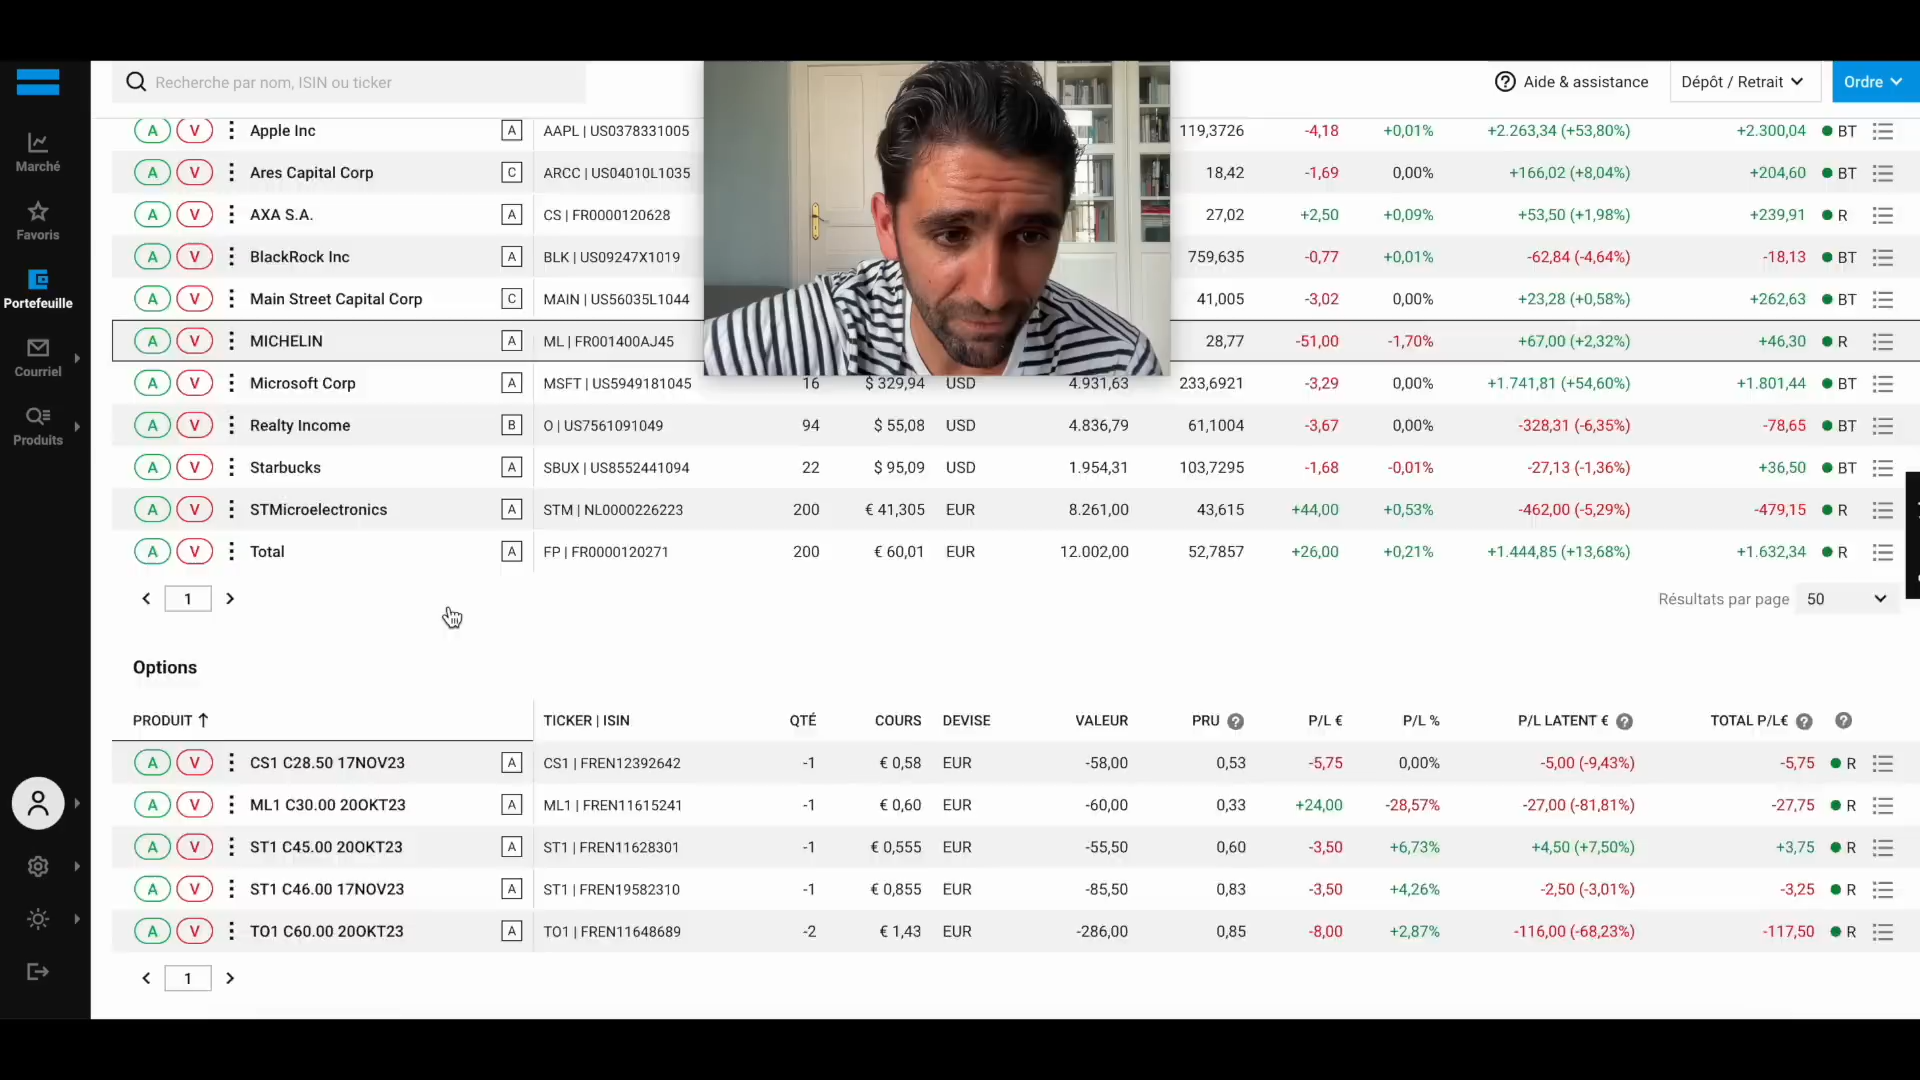 Recherche par nom, ISIN ou ticker
Aide & assistance
Dépôt / Retrait
Ordre
Marché
Favoris
Portefeuille
Courriel
Produits
A V Apple Inc A AAPL | US0378331005 119,3726 -4,18 +0,01% +2.263,34 (+53,80%) +2.300,04 BT
A V Ares Capital Corp C ARCC | US04010L1035 18,42 -1,69 0,00% +166,02 (+8,04%) +204,60 BT
A V AXA S.A. A CS | FR0000120628 27,02 +2,50 +0,09% +53,50 (+1,98%) +239,91 R
A V BlackRock Inc A BLK | US09247X1019 759,635 -0,77 +0,01% -62,84 (-4,64%) -18,13 BT
A V Main Street Capital Corp C MAIN | US56035L1044 41,005 -3,02 0,00% +23,28 (+0,58%) +262,63 BT
A V MICHELIN A ML | FR001400AJ45 28,77 -51,00 -1,70% +67,00 (+2,32%) +46,30 R
A V Microsoft Corp A MSFT | US5949181045 16 $ 329,94 USD 4.931,63 233,6921 -3,29 0,00% +1.741,81 (+54,60%) +1.801,44 BT
A V Realty Income B O | US7561091049 94 $ 55,08 USD 4.836,79 61,1004 -3,67 0,00% -328,31 (-6,35%) -78,65 BT
A V Starbucks A SBUX | US8552441094 22 $ 95,09 USD 1.954,31 103,7295 -1,68 -0,01% -27,13 (-1,36%) +36,50 BT
A V STMicroelectronics A STM | NL0000226223 200 € 41,305 EUR 8.261,00 43,615 +44,00 +0,53% -462,00 (-5,29%) -479,15 R
A V Total A FP | FR0000120271 200 € 60,01 EUR 12.002,00 52,7857 +26,00 +0,21% +1.444,85 (+13,68%) +1.632,34 R
1
Résultats par page 50
Options
PRODUIT TICKER | ISIN QTÉ COURS DEVISE VALEUR PRU ? P/L € P/L % P/L LATENT € ? TOTAL P/L€ ? ?
A V CS1 C28.50 17NOV23 A CS1 | FREN12392642 -1 € 0,58 EUR -58,00 0,53 -5,75 0,00% -5,00 (-9,43%) -5,75 R
A V ML1 C30.00 20OKT23 A ML1 | FREN11615241 -1 € 0,60 EUR -60,00 0,33 +24,00 -28,57% -27,00 (-81,81%) -27,75 R
A V ST1 C45.00 20OKT23 A ST1 | FREN11628301 -1 € 0,555 EUR -55,50 0,60 -3,50 +6,73% +4,50 (+7,50%) +3,75 R
A V ST1 C46.00 17NOV23 A ST1 | FREN19582310 -1 € 0,855 EUR -85,50 0,83 -3,50 +4,26% -2,50 (-3,01%) -3,25 R
A V TO1 C60.00 20OKT23 A TO1 | FREN11648689 -2 € 1,43 EUR -286,00 0,85 -8,00 +2,87% -116,00 (-68,23%) -117,50 R
1